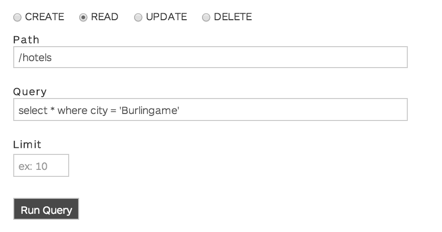 CREATE READ UPDATE DELETE
Path
/hotels
Query
select * where city = 'Burlingame'
Limit
ex: 10
Run Query